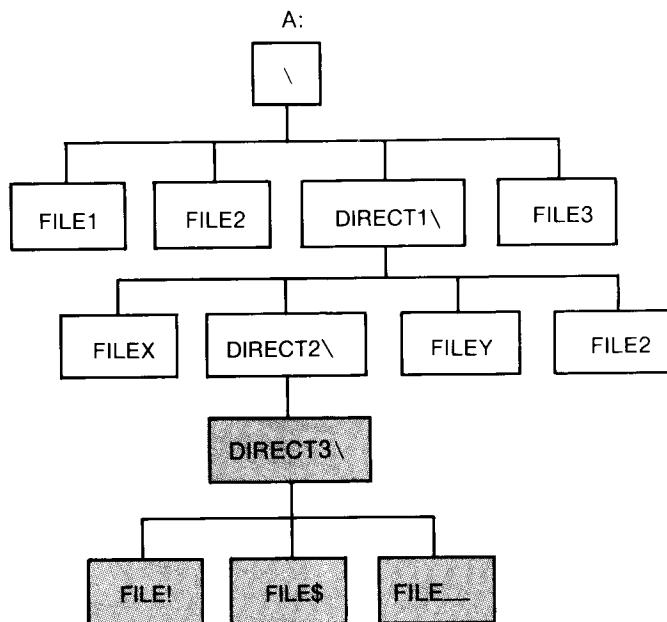 A:
\
FILE1 FILE2 DIRECT1\ FILE3
FILEX DIRECT2\ FILEY FILE2
DIRECT3\
FILE! FILE$ FILE__